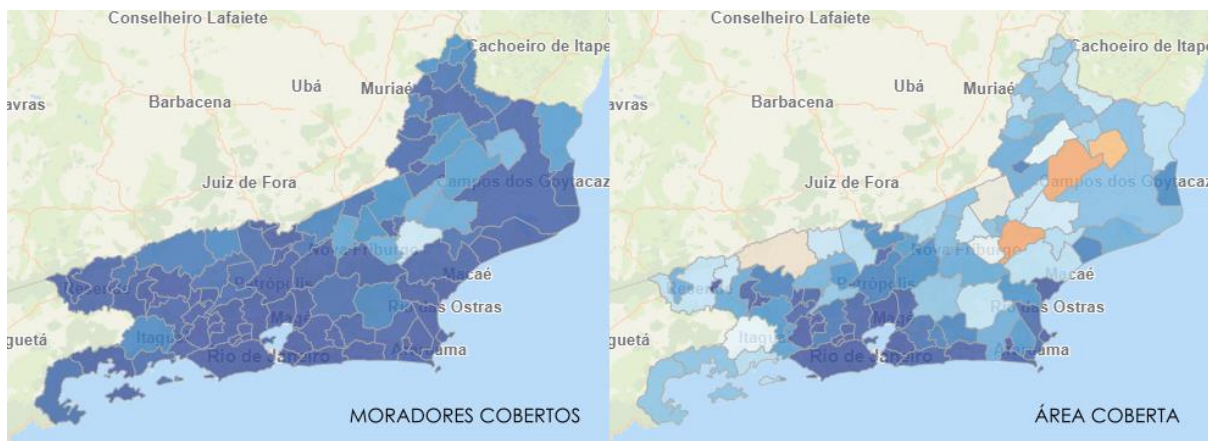 Conselheiro Lafaiete
Cachoeiro de Itape
Ubá
Muriaé
avras
Barbacena
Juiz de Fora
Campos dos Goytacaz
Nova Friburgo
Petrópolis
Macaé
Resende
Rio das Ostras
Magé
guetá
Itaguaí
Araruama
Rio de Janeiro
MORADORES COBERTOS
Conselheiro Lafaiete
Cachoeiro de Itape
Ubá
Muriaé
avras
Barbacena
Juiz de Fora
Campos dos Goytacaz
Nova Friburgo
Petrópolis
Macaé
Resende
Rio das Ostras
Magé
guetá
Itaguaí
Araruama
Rio de Janeiro
ÁREA COBERTA